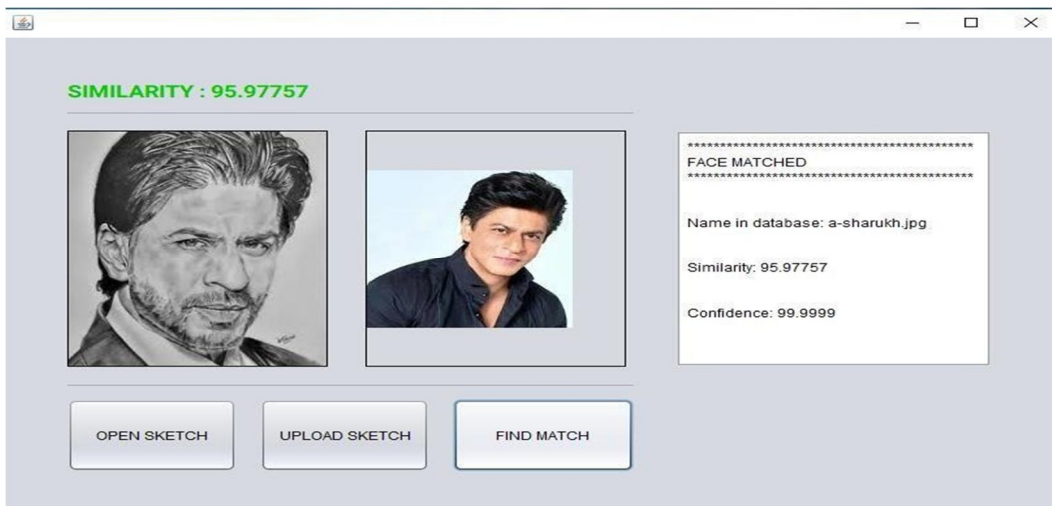 SIMILARITY : 95.97757
********************************************
FACE MATCHED
********************************************
Name in database: a-sharukh.jpg
Similarity: 95.97757
Confidence: 99.9999
OPEN SKETCH
UPLOAD SKETCH
FIND MATCH